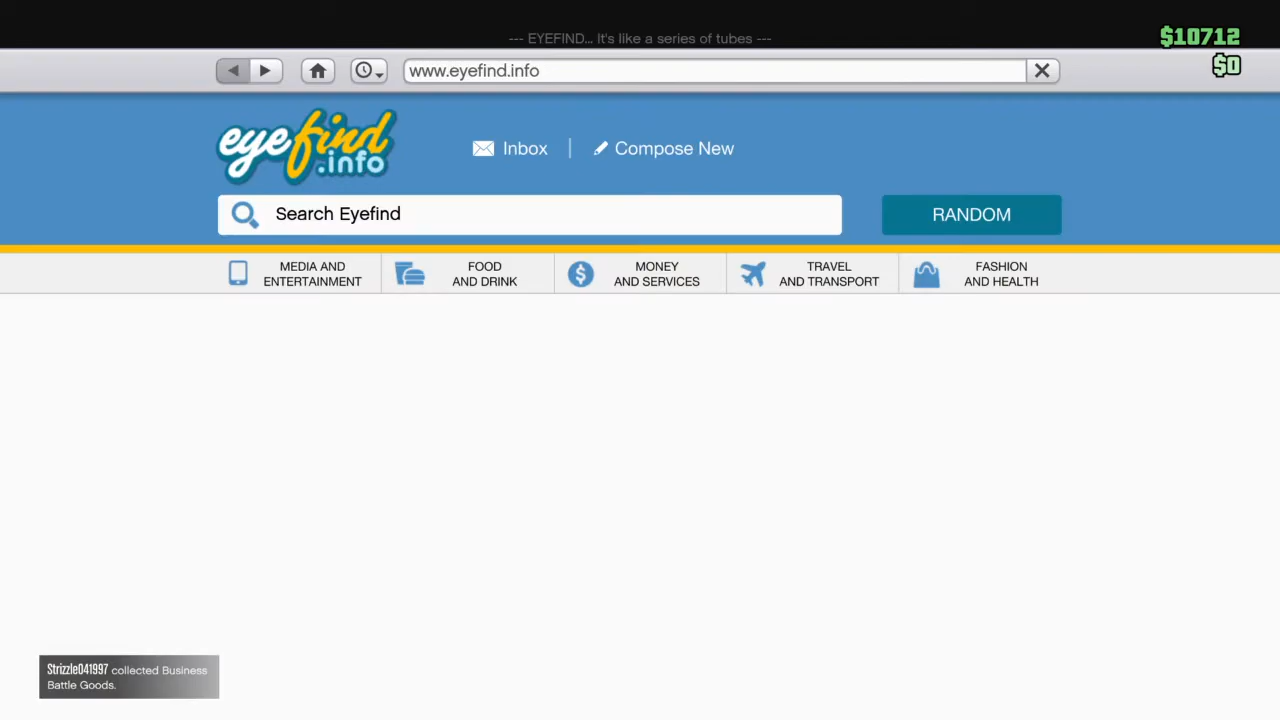 --- EYEFIND... It's like a series of tubes ---
$10712
$0
www.eyefind.info
eyefind
.info
Inbox
Compose New
Search Eyefind
RANDOM
MEDIA AND
ENTERTAINMENT
FOOD
AND DRINK
MONEY
AND SERVICES
TRAVEL
AND TRANSPORT
FASHION
AND HEALTH
Strizzle041997 collected Business
Battle Goods.